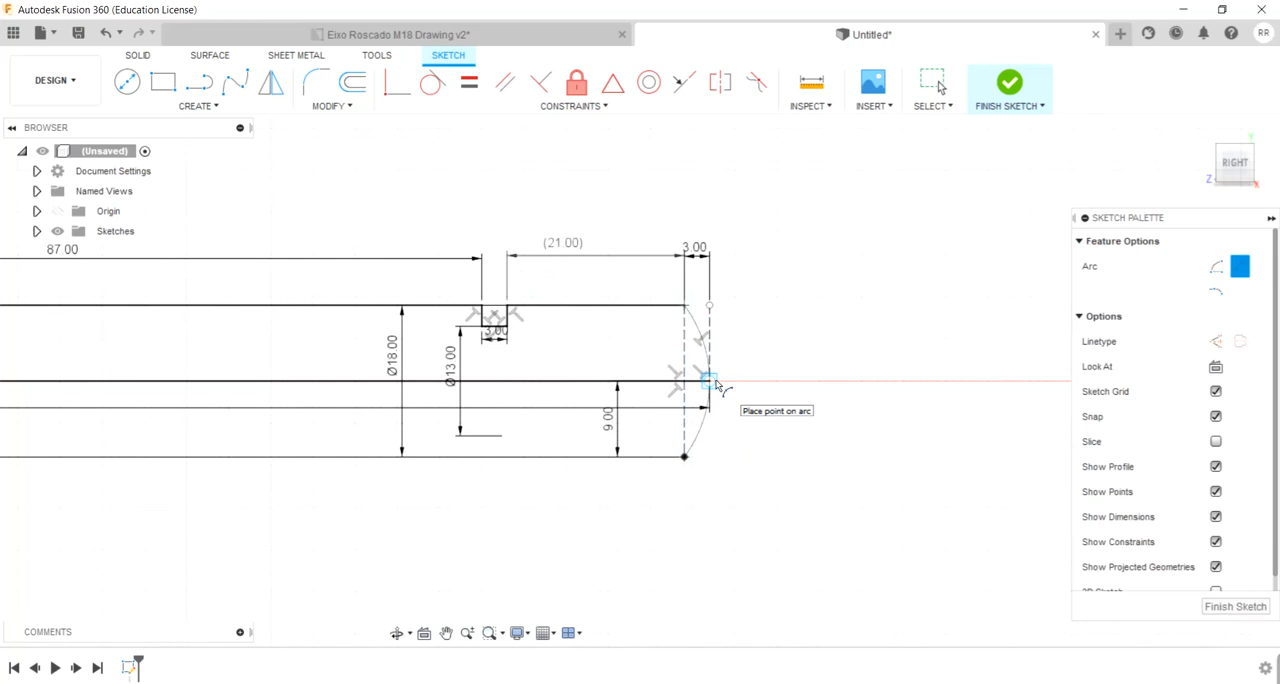 Autodesk Fusion 360 (Education License)
Eixo Roscado M18 Drawing v2*
Untitled*
RR
DESIGN
SOLID
SURFACE
SHEET METAL
TOOLS
SKETCH
CREATE
MODIFY
CONSTRAINTS
INSPECT
INSERT
SELECT
FINISH SKETCH
BROWSER
(Unsaved)
Document Settings
Named Views
Origin
Sketches
87.00
(21.00)
3.00
3.00
Ø18.00
Ø13.00
9.00
Place point on arc
RIGHT
Z
X
Y
SKETCH PALETTE
Feature Options
Arc
Options
Linetype
Look At
Sketch Grid
Snap
Slice
Show Profile
Show Points
Show Dimensions
Show Constraints
Show Projected Geometries
Finish Sketch
COMMENTS